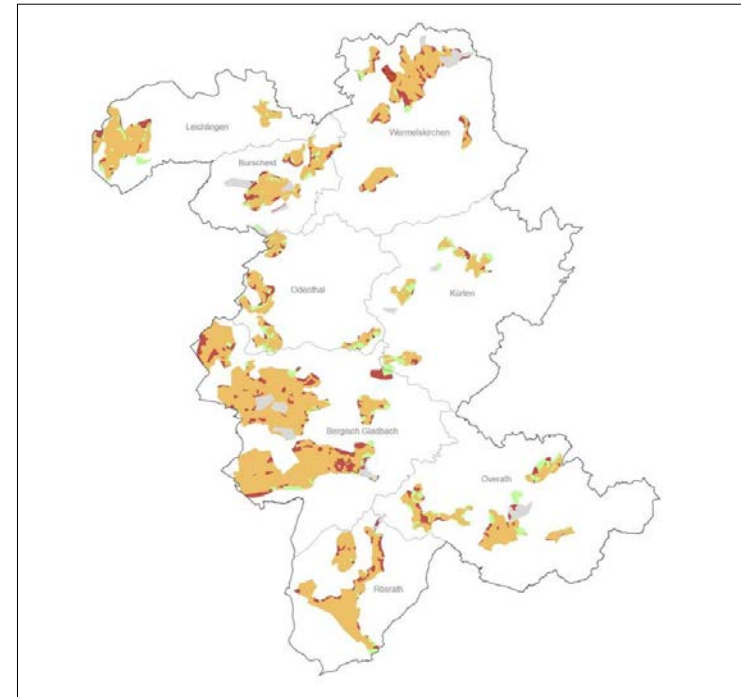 Leichlingen
Wermelskirchen
Burscheid
Odenthal
Kürten
Bergisch Gladbach
Overath
Rösrath